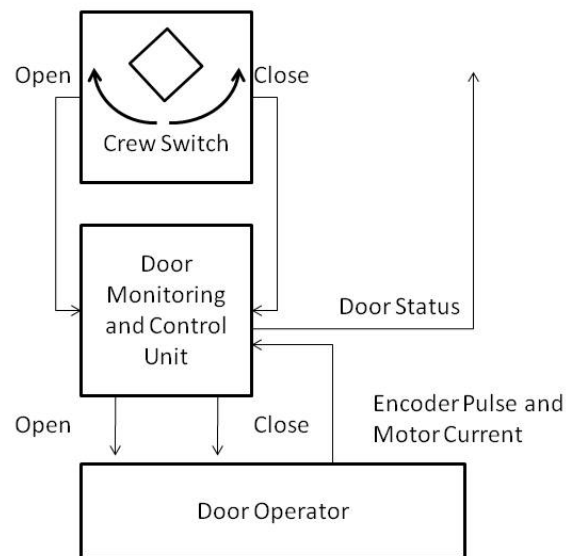 Open
Close
Crew Switch
Door
Monitoring
and Control
Unit
Door Status
Open
Close
Encoder Pulse and
Motor Current
Door Operator